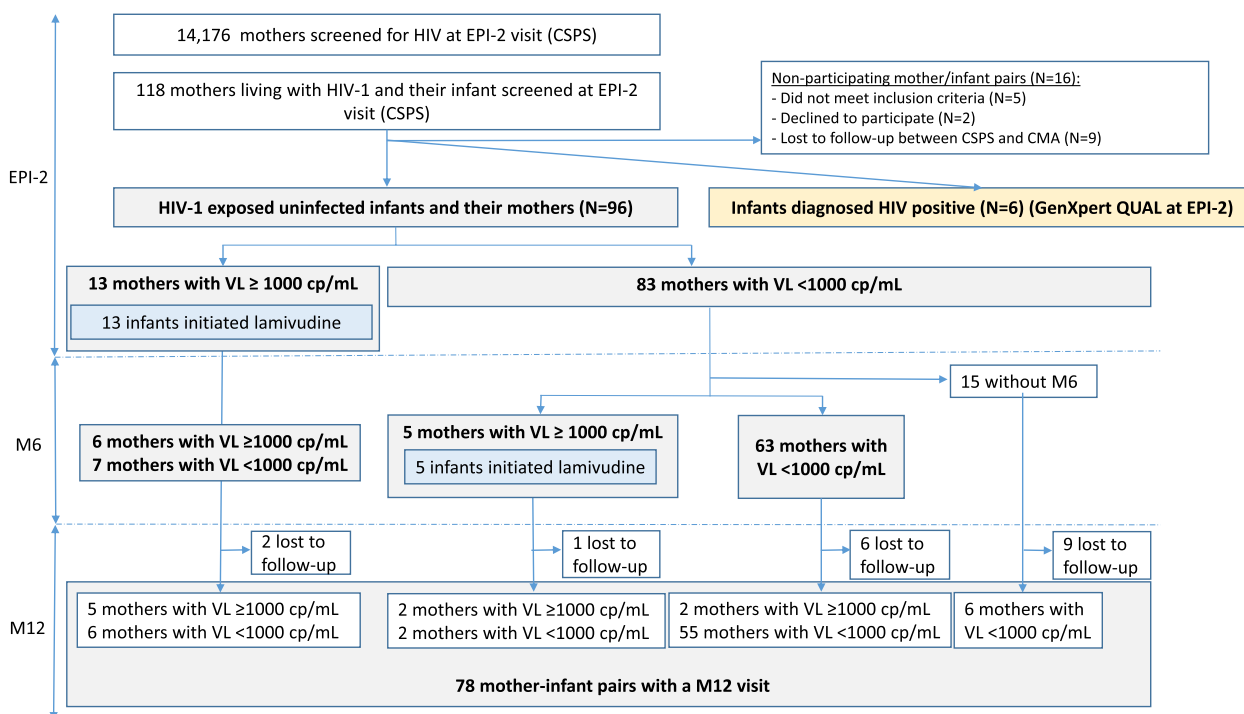 14,176 mothers screened for HIV at EPI-2 visit (CSPS)
118 mothers living with HIV-1 and their infant screened at EPI-2
visit (CSPS)
Non-participating mother/infant pairs (N=16):
- Did not meet inclusion criteria (N=5)
- Declined to participate (N=2)
- Lost to follow-up between CSPS and CMA (N=9)
EPI-2
HIV-1 exposed uninfected infants and their mothers (N=96)
Infants diagnosed HIV positive (N=6) (GenXpert QUAL at EPI-2)
13 mothers with VL ≥ 1000 cp/mL
13 infants initiated lamivudine
83 mothers with VL <1000 cp/mL
15 without M6
M6
6 mothers with VL ≥1000 cp/mL
7 mothers with VL <1000 cp/mL
5 mothers with VL ≥ 1000 cp/mL
5 infants initiated lamivudine
63 mothers with
VL <1000 cp/mL
2 lost to
follow-up
1 lost to
follow-up
6 lost to
follow-up
9 lost to
follow-up
M12
5 mothers with VL ≥1000 cp/mL
6 mothers with VL <1000 cp/mL
2 mothers with VL ≥1000 cp/mL
2 mothers with VL <1000 cp/mL
2 mothers with VL ≥1000 cp/mL
55 mothers with VL <1000 cp/mL
6 mothers with
VL <1000 cp/mL
78 mother-infant pairs with a M12 visit